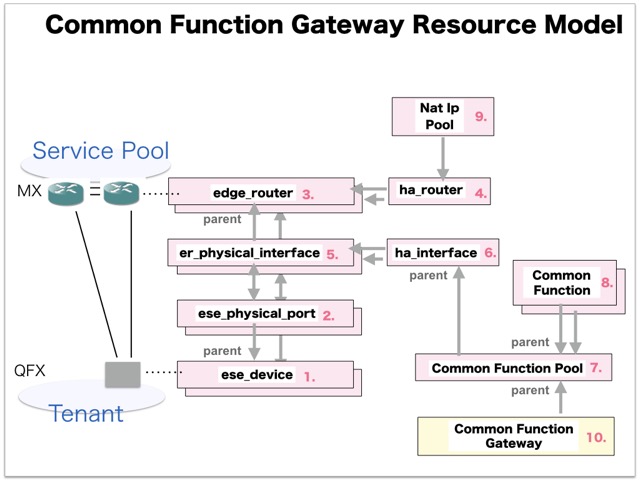 Common Function Gateway Resource Model
Nat Ip
Pool
9.
Service Pool
MX
edge_router
3.
ha_router
4.
parent
er_physical_interface
5.
ha_interface
6.
parent
Common
Function
8.
ese_physical_port
2.
parent
parent
QFX
ese_device
1.
Common Function Pool
7.
parent
Tenant
Common Function
Gateway
10.